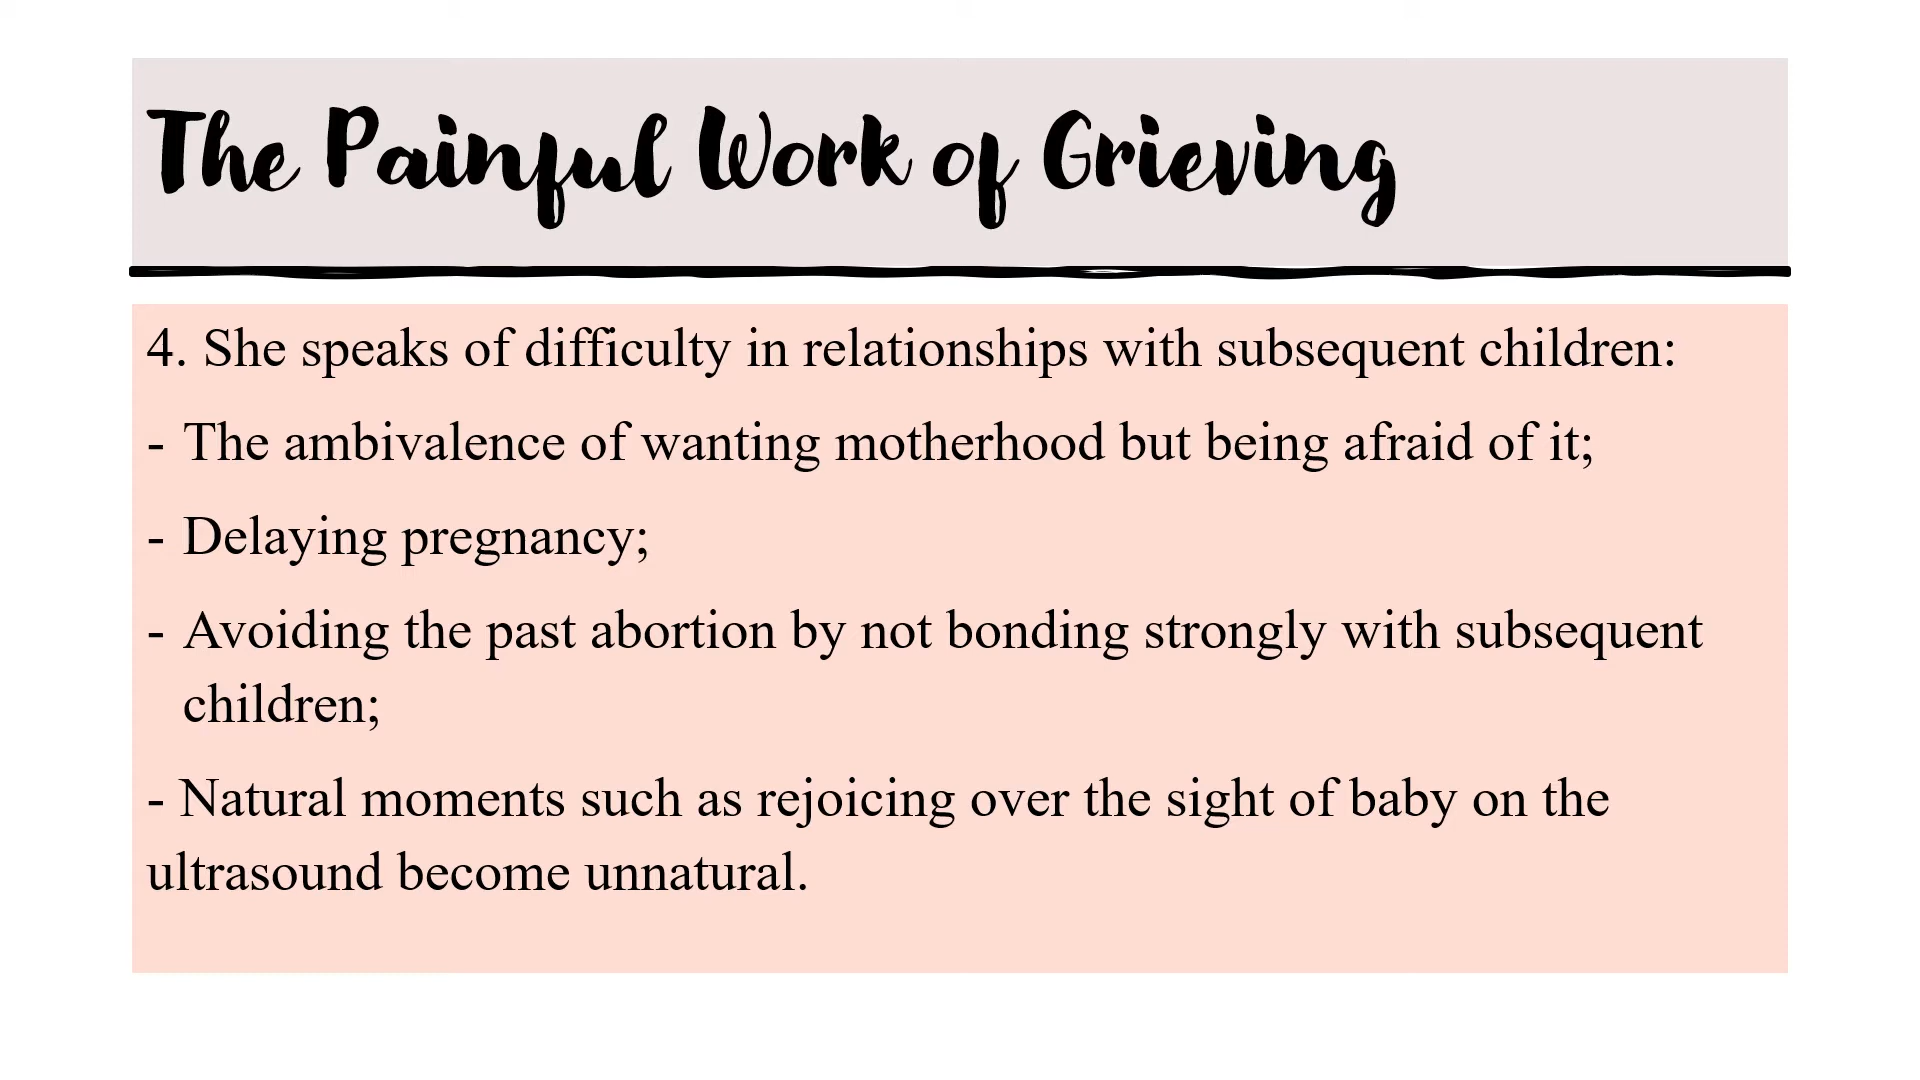 The Painful Work of Grieving
4. She speaks of difficulty in relationships with subsequent children:
- The ambivalence of wanting motherhood but being afraid of it;
- Delaying pregnancy;
- Avoiding the past abortion by not bonding strongly with subsequent
children;
- Natural moments such as rejoicing over the sight of baby on the
ultrasound become unnatural.